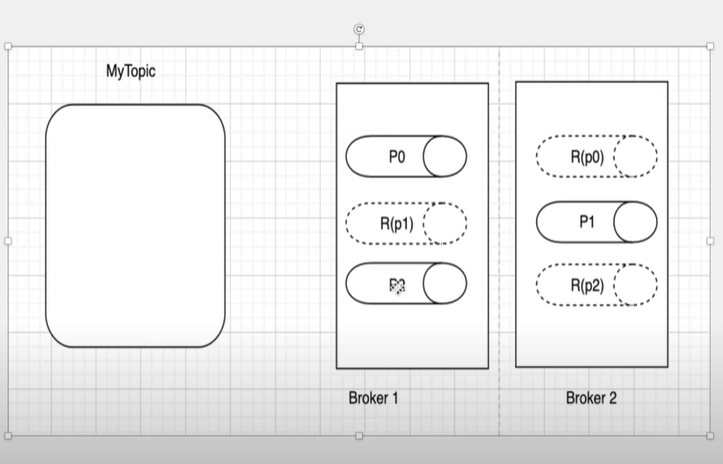 MyTopic
P0
R(p1)
Broker 1
R(p0)
P1
R(p2)
Broker 2